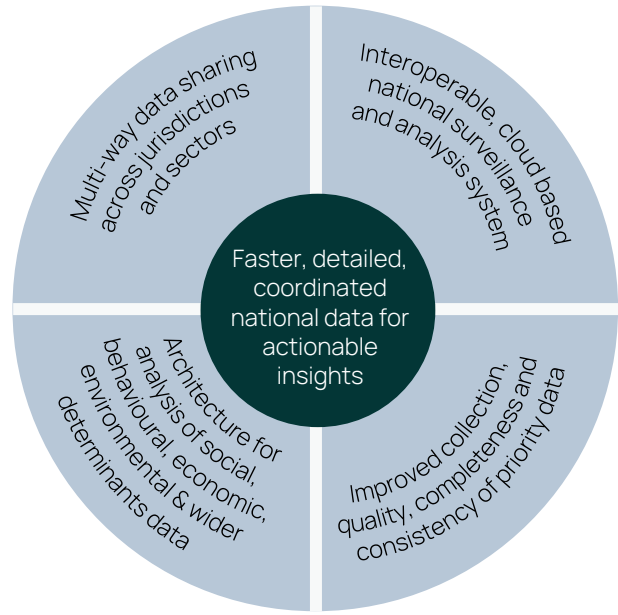 Multi-way data sharing
across jurisdictions
and sectors
Interoperable, cloud based
national surveillance
and analysis system
Faster, detailed,
coordinated
national data for
actionable
insights
Architecture for
analysis of social,
behavioural, economic,
environmental & wider
determinants data
Improved collection,
quality, completeness and
consistency of priority data